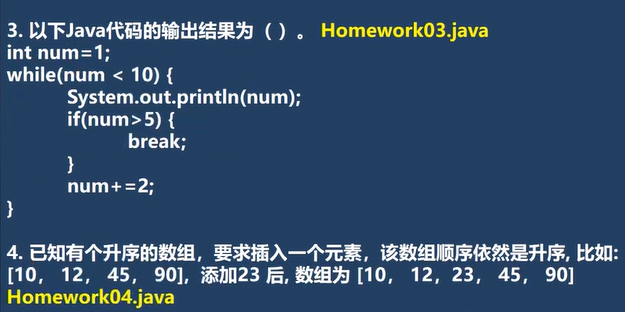 3. 以下Java代码的输出结果为（ ）。 Homework03.java
int num=1;
while(num < 10) {
System.out.println(num);
if(num>5) {
break;
}
num+=2;
}
4. 已知有个升序的数组，要求插入一个元素，该数组顺序依然是升序, 比如:
[10， 12， 45， 90]，添加23 后, 数组为 [10， 12，23， 45， 90]
Homework04.java